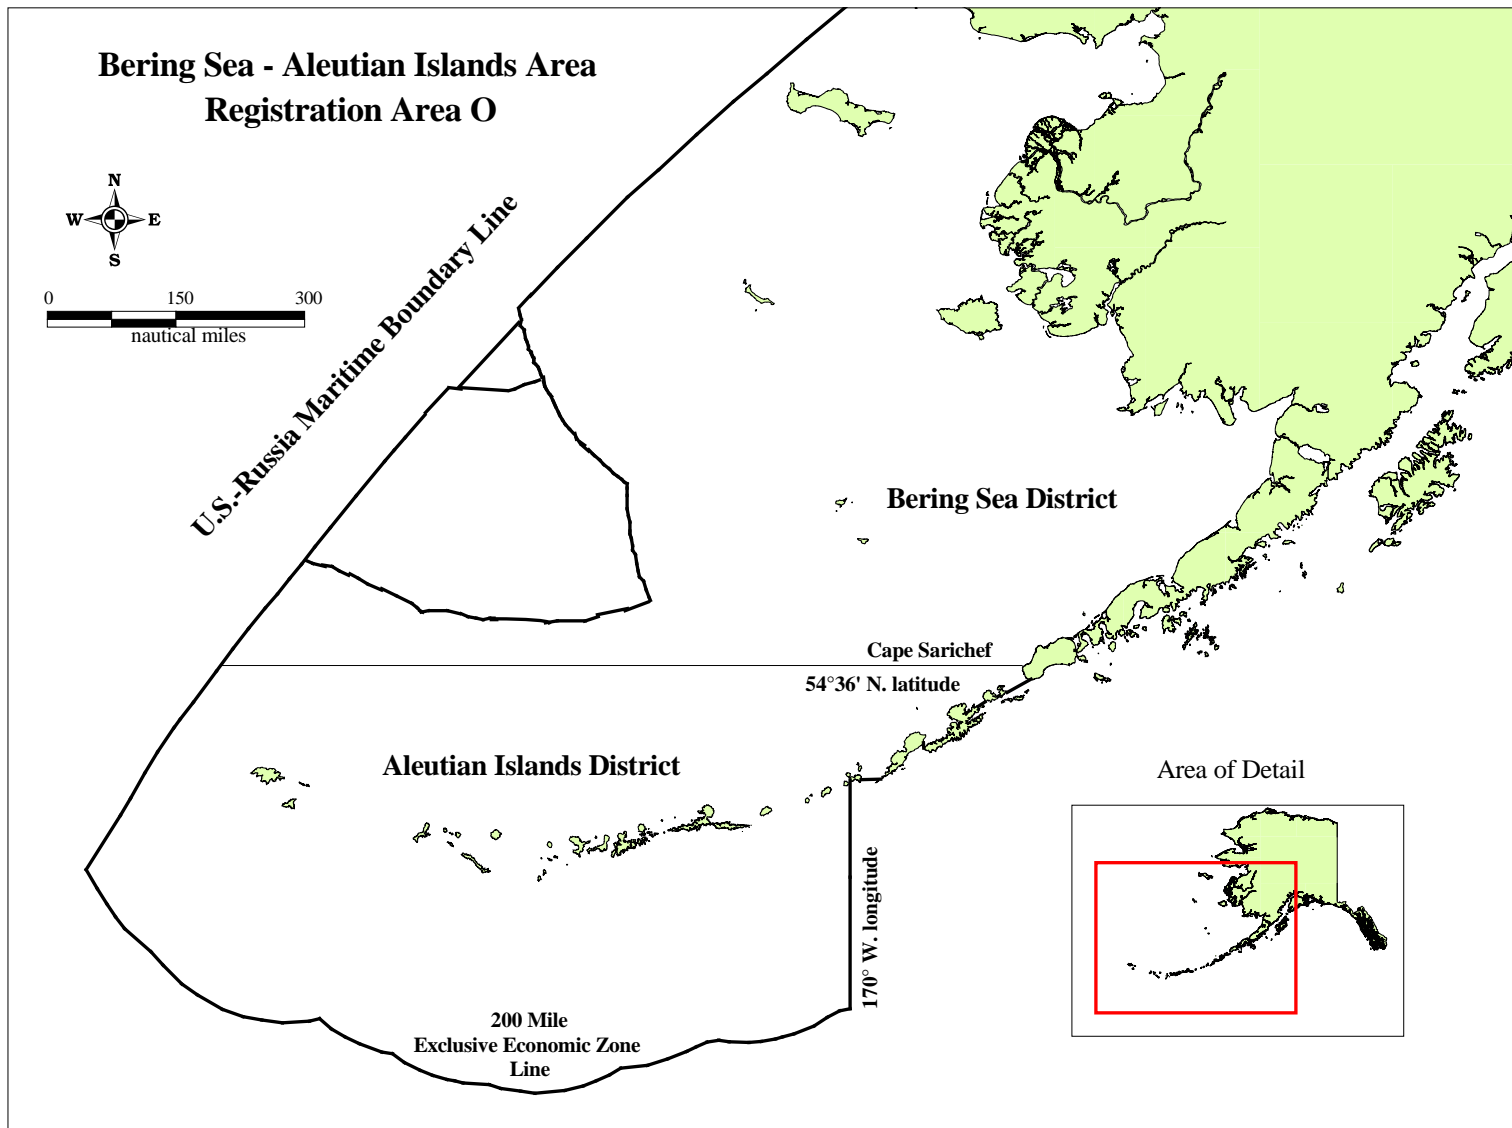 Bering Sea - Aleutian Islands Area
Registration Area O
N
W E
S
0 150 300
nautical miles
U.S.-Russia Maritime Boundary Line
Bering Sea District
Cape Sarichef
54°36' N. latitude
Aleutian Islands District
Area of Detail
170° W. longitude
200 Mile
Exclusive Economic Zone
Line